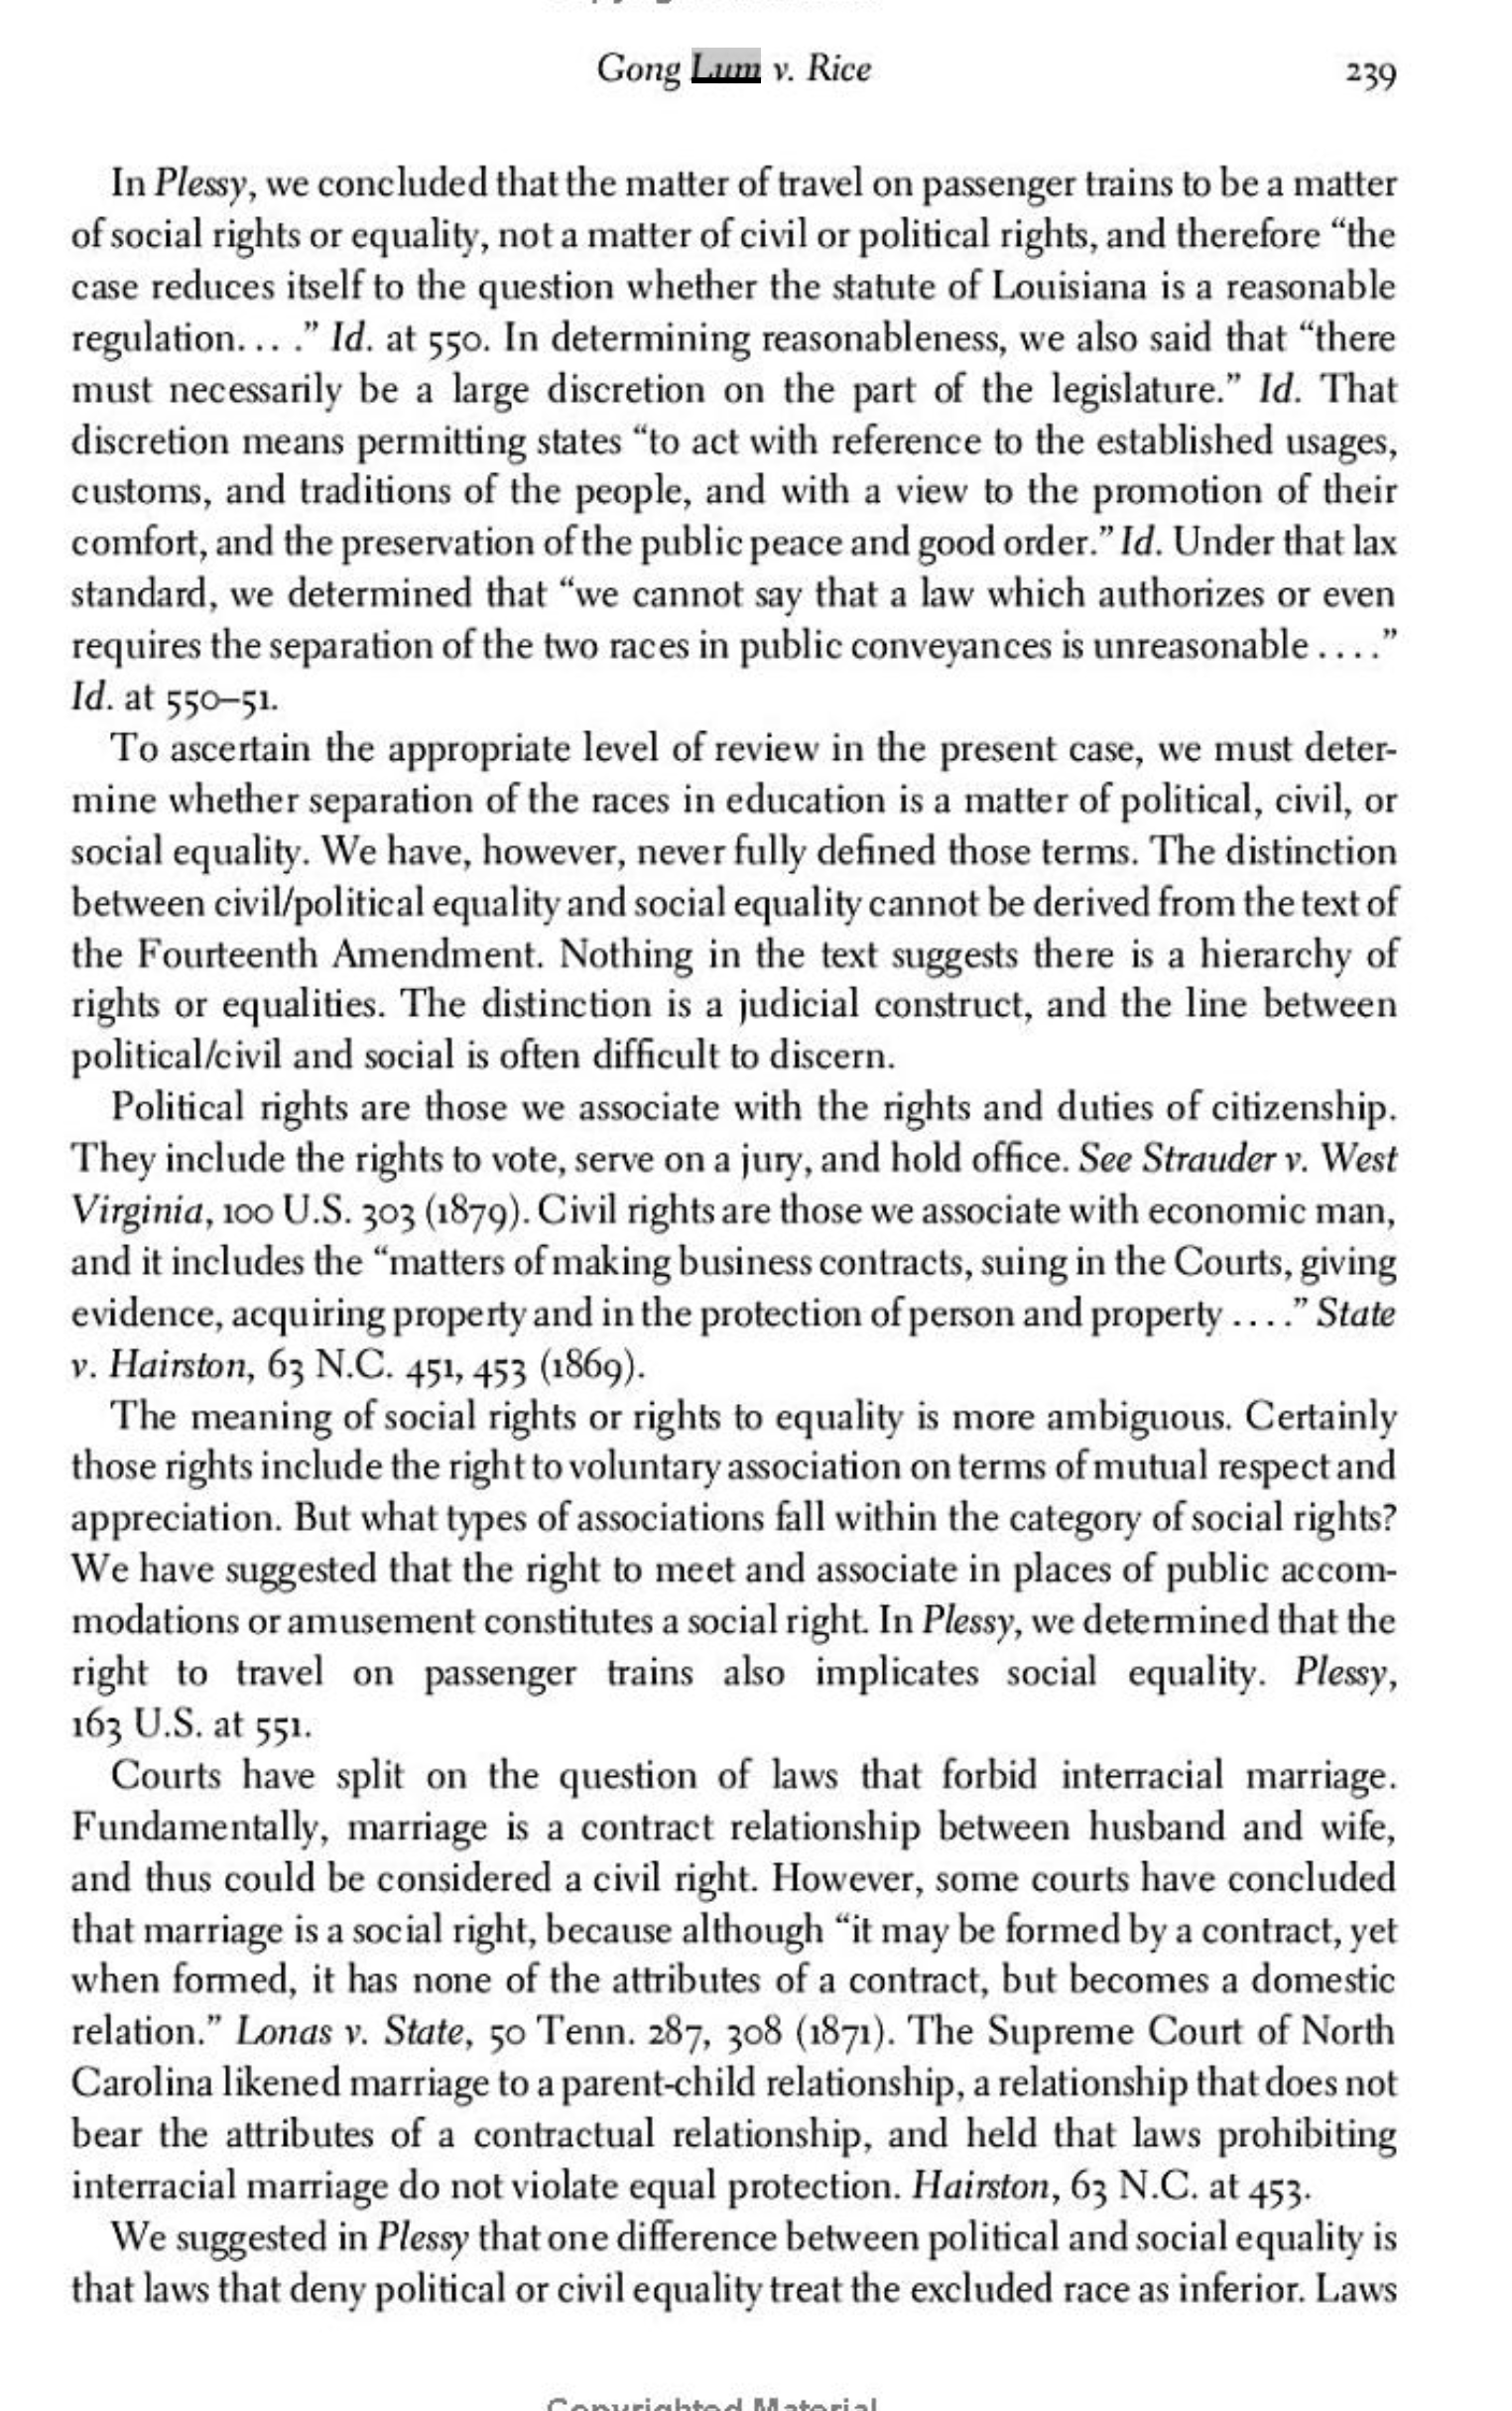 Gong Lum v. Rice 239
In Plessy, we concluded that the matter of travel on passenger trains to be a matter
of social rights or equality, not a matter of civil or political rights, and therefore “the
case reduces itself to the question whether the statute of Louisiana is a reasonable
regulation. . . .” Id. at 550. In determining reasonableness, we also said that “there
must necessarily be a large discretion on the part of the legislature.” Id. That
discretion means permitting states “to act with reference to the established usages,
customs, and traditions of the people, and with a view to the promotion of their
comfort, and the preservation of the public peace and good order.” Id. Under that lax
standard, we determined that “we cannot say that a law which authorizes or even
requires the separation of the two races in public conveyances is unreasonable . . . .”
Id. at 550–51.
To ascertain the appropriate level of review in the present case, we must deter-
mine whether separation of the races in education is a matter of political, civil, or
social equality. We have, however, never fully defined those terms. The distinction
between civil/political equality and social equality cannot be derived from the text of
the Fourteenth Amendment. Nothing in the text suggests there is a hierarchy of
rights or equalities. The distinction is a judicial construct, and the line between
political/civil and social is often difficult to discern.
Political rights are those we associate with the rights and duties of citizenship.
They include the rights to vote, serve on a jury, and hold office. See Strauder v. West
Virginia, 100 U.S. 303 (1879). Civil rights are those we associate with economic man,
and it includes the “matters of making business contracts, suing in the Courts, giving
evidence, acquiring property and in the protection of person and property . . . .” State
v. Hairston, 63 N.C. 451, 453 (1869).
The meaning of social rights or rights to equality is more ambiguous. Certainly
those rights include the right to voluntary association on terms of mutual respect and
appreciation. But what types of associations fall within the category of social rights?
We have suggested that the right to meet and associate in places of public accom-
modations or amusement constitutes a social right. In Plessy, we determined that the
right to travel on passenger trains also implicates social equality. Plessy,
163 U.S. at 551.
Courts have split on the question of laws that forbid interracial marriage.
Fundamentally, marriage is a contract relationship between husband and wife,
and thus could be considered a civil right. However, some courts have concluded
that marriage is a social right, because although “it may be formed by a contract, yet
when formed, it has none of the attributes of a contract, but becomes a domestic
relation.” Lonas v. State, 50 Tenn. 287, 308 (1871). The Supreme Court of North
Carolina likened marriage to a parent-child relationship, a relationship that does not
bear the attributes of a contractual relationship, and held that laws prohibiting
interracial marriage do not violate equal protection. Hairston, 63 N.C. at 453.
We suggested in Plessy that one difference between political and social equality is
that laws that deny political or civil equality treat the excluded race as inferior. Laws
Copyrighted Material